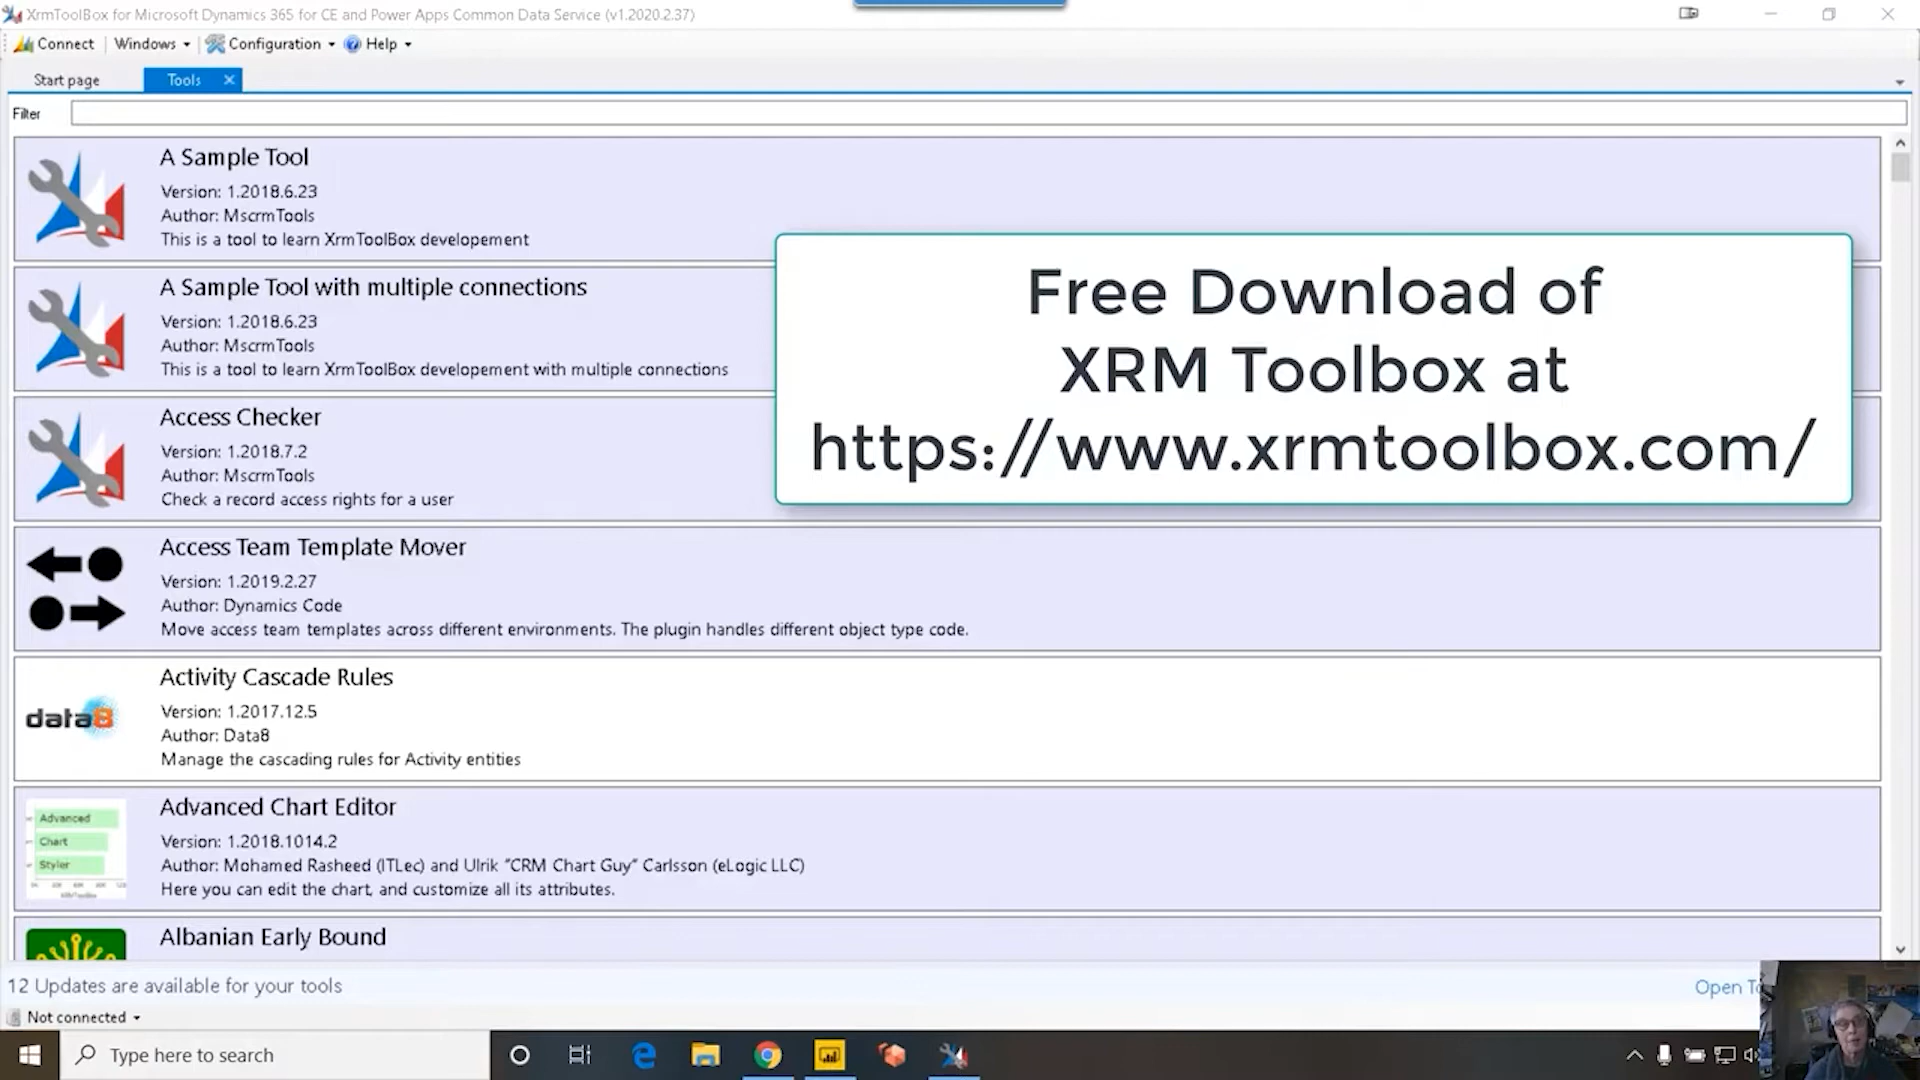 XrmToolBox for Microsoft Dynamics 365 for CE and Power Apps Common Data Service (v1.2020.2.37)
Connect Windows Configuration Help
Start page Tools
Filter
A Sample Tool
Version: 1.2018.6.23
Author: MscrmTools
This is a tool to learn XrmToolBox developement
A Sample Tool with multiple connections
Version: 1.2018.6.23
Author: MscrmTools
This is a tool to learn XrmToolBox developement with multiple connections
Free Download of
XRM Toolbox at
https://www.xrmtoolbox.com/
Access Checker
Version: 1.2018.7.2
Author: MscrmTools
Check a record access rights for a user
Access Team Template Mover
Version: 1.2019.2.27
Author: Dynamics Code
Move access team templates across different environments. The plugin handles different object type code.
data8
Activity Cascade Rules
Version: 1.2017.12.5
Author: Data8
Manage the cascading rules for Activity entities
Advanced
Chart
Styler
Advanced Chart Editor
Version: 1.2018.1014.2
Author: Mohamed Rasheed (ITLec) and Ulrik "CRM Chart Guy" Carlsson (eLogic LLC)
Here you can edit the chart, and customize all its attributes.
Albanian Early Bound
12 Updates are available for your tools
Open
Not connected
Type here to search